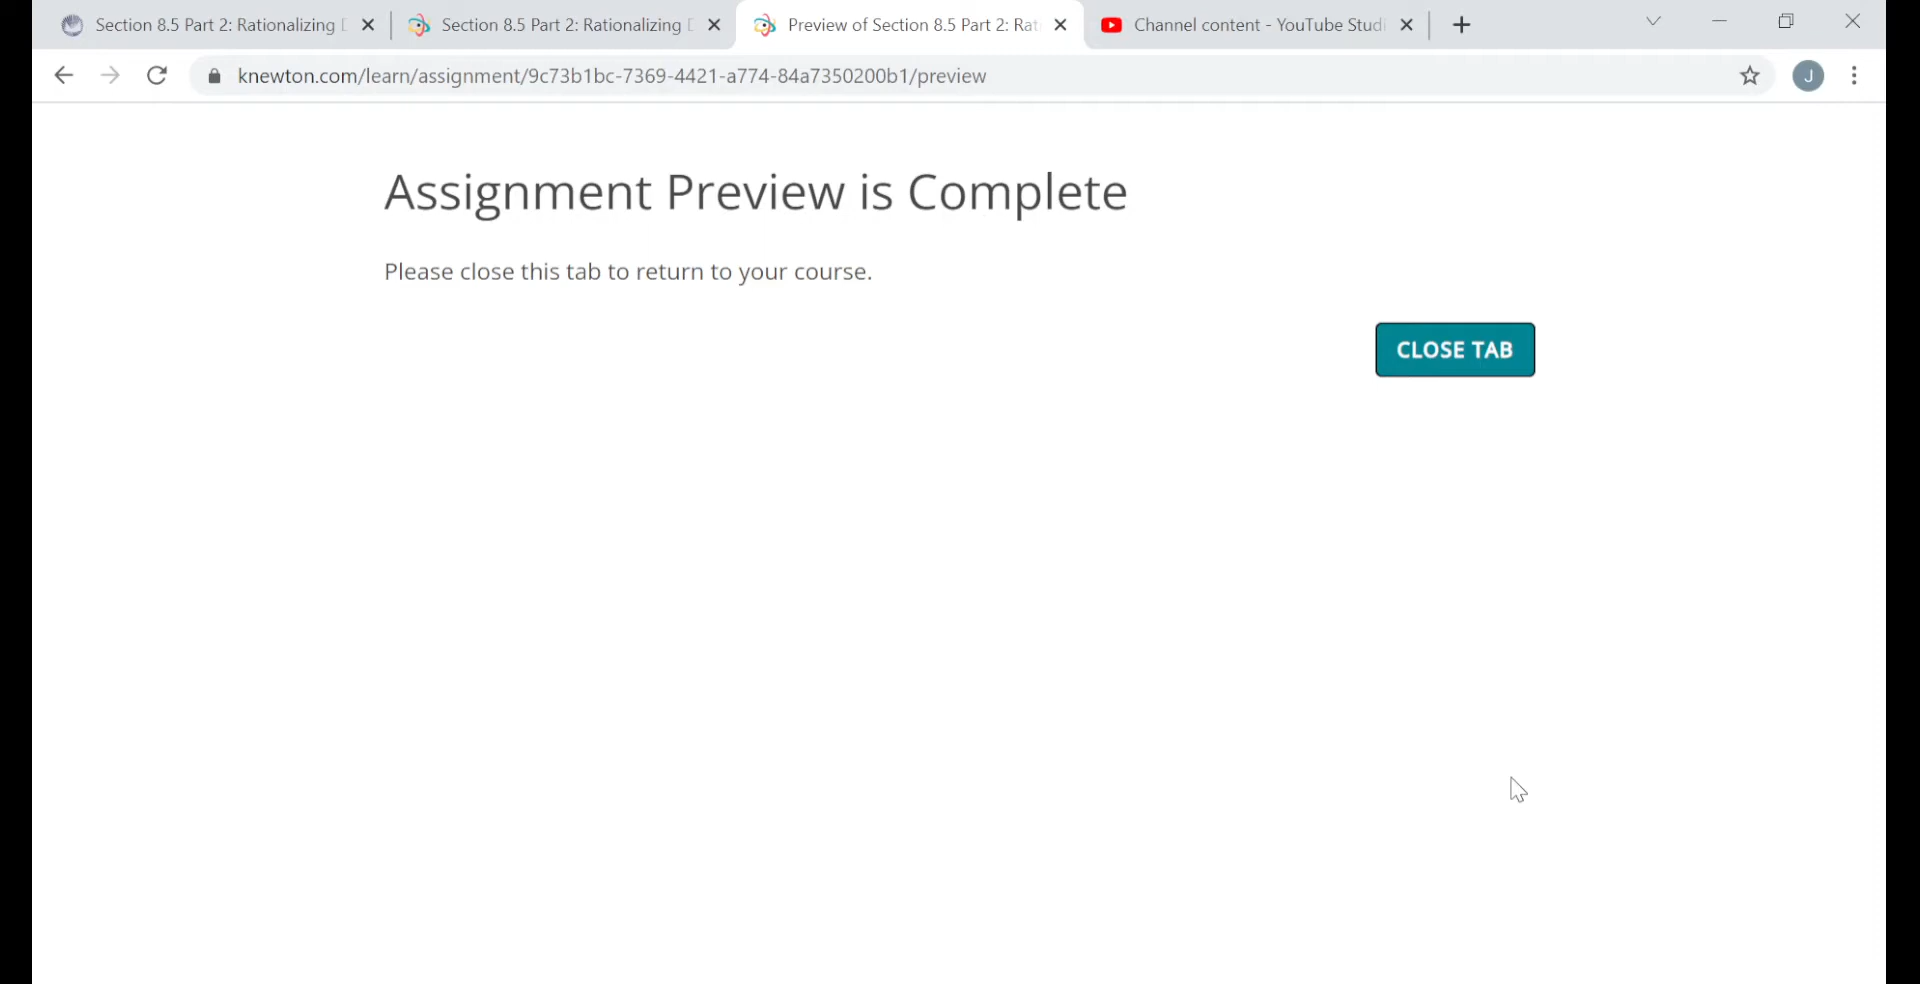 Section 8.5 Part 2: Rationalizing
Section 8.5 Part 2: Rationalizing
Preview of Section 8.5 Part 2: Rat
Channel content - YouTube Studi
knewton.com/learn/assignment/9c73b1bc-7369-4421-a774-84a7350200b1/preview
J
Assignment Preview is Complete
Please close this tab to return to your course.
CLOSE TAB